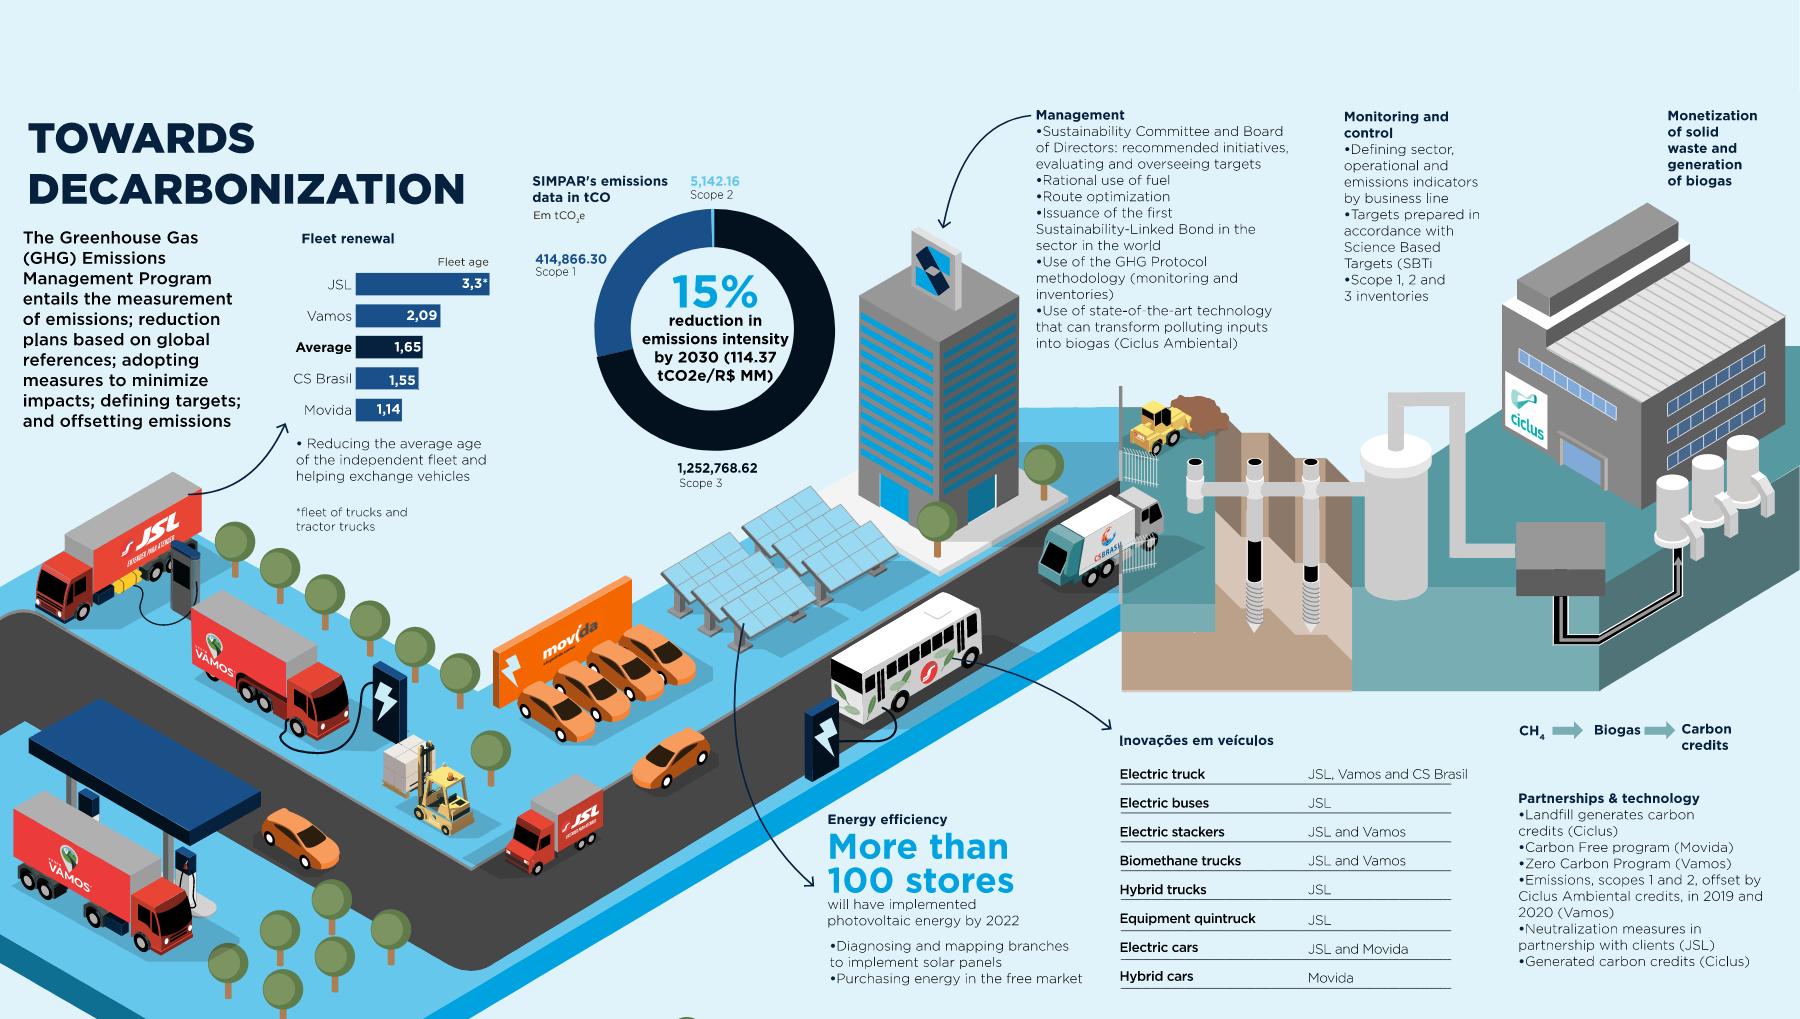 TOWARDS
DECARBONIZATION
The Greenhouse Gas
(GHG) Emissions
Management Program
entails the measurement
of emissions; reduction
plans based on global
references; adopting
measures to minimize
impacts; defining targets;
and offsetting emissions
Fleet renewal
Fleet age
JSL 3,3*
Vamos 2,09
Average 1,65
CS Brasil 1,55
Movida 1,14
• Reducing the average age
of the independent fleet and
helping exchange vehicles
*fleet of trucks and
tractor trucks
SIMPAR's emissions
data in tCO
Em tCO2e
5,142.16
Scope 2
414,866.30
Scope 1
15%
reduction in
emissions intensity
by 2030 (114.37
tCO2e/R$ MM)
1,252,768.62
Scope 3
Management
•Sustainability Committee and Board
of Directors: recommended initiatives,
evaluating and overseeing targets
•Rational use of fuel
•Route optimization
•Issuance of the first
Sustainability-Linked Bond in the
sector in the world
•Use of the GHG Protocol
methodology (monitoring and
inventories)
•Use of state-of-the-art technology
that can transform polluting inputs
into biogas (Ciclus Ambiental)
Monitoring and
control
•Defining sector,
operational and
emissions indicators
by business line
•Targets prepared in
accordance with
Science Based
Targets (SBTi
•Scope 1, 2 and
3 inventories
Monetization
of solid
waste and
generation
of biogas
ciclus
JSL
ENTENDER PARA ATENDER
VAMOS
movida
CSBRASIL
JSL
VAMOS
Energy efficiency
More than
100 stores
will have implemented
photovoltaic energy by 2022
•Diagnosing and mapping branches
to implement solar panels
•Purchasing energy in the free market
Inovações em veículos
Electric truck JSL, Vamos and CS Brasil
Electric buses JSL
Electric stackers JSL and Vamos
Biomethane trucks JSL and Vamos
Hybrid trucks JSL
Equipment quintruck JSL
Electric cars JSL and Movida
Hybrid cars Movida
CH4 Biogas Carbon
credits
Partnerships & technology
•Landfill generates carbon
credits (Ciclus)
•Carbon Free program (Movida)
•Zero Carbon Program (Vamos)
•Emissions, scopes 1 and 2, offset by
Ciclus Ambiental credits, in 2019 and
2020 (Vamos)
•Neutralization measures in
partnership with clients (JSL)
•Generated carbon credits (Ciclus)